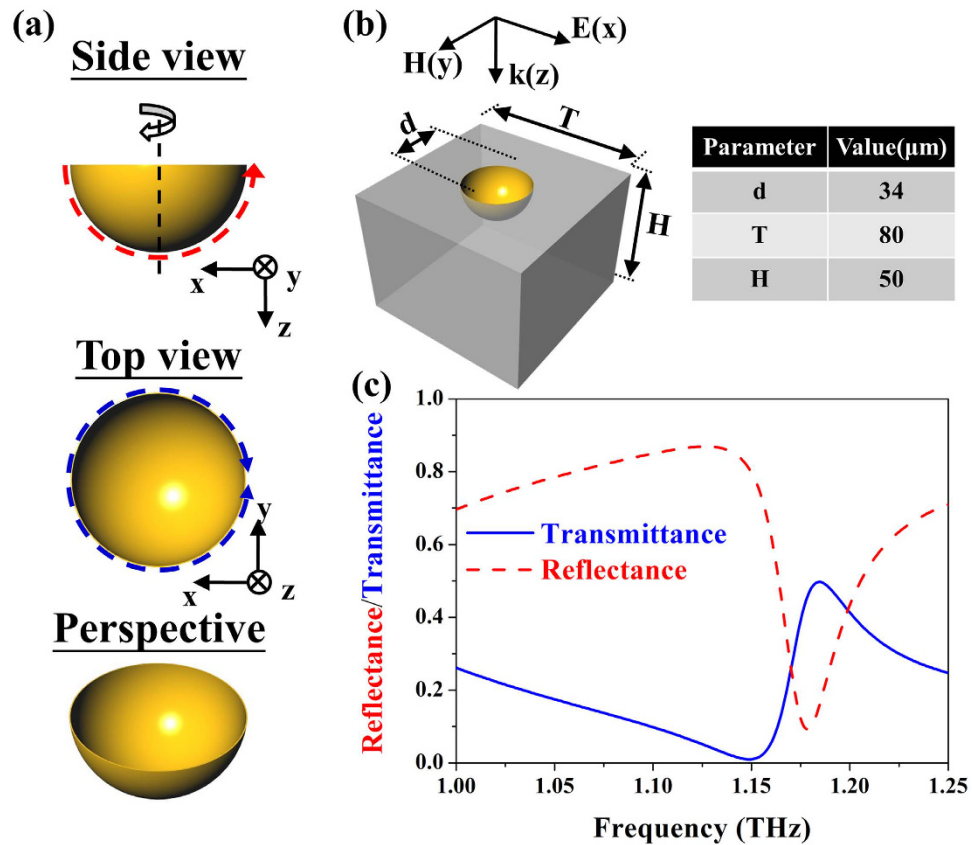 (a)
Side view
x
y
z
Top view
y
x
z
Perspective
(b)
E(x)
H(y)
k(z)
T
d
H
Parameter Value(μm)
d 34
T 80
H 50
(c)
Reflectance/Transmittance
1.0
0.8
0.6
0.4
0.2
0.0
Transmittance
Reflectance
1.00 1.05 1.10 1.15 1.20 1.25
Frequency (THz)